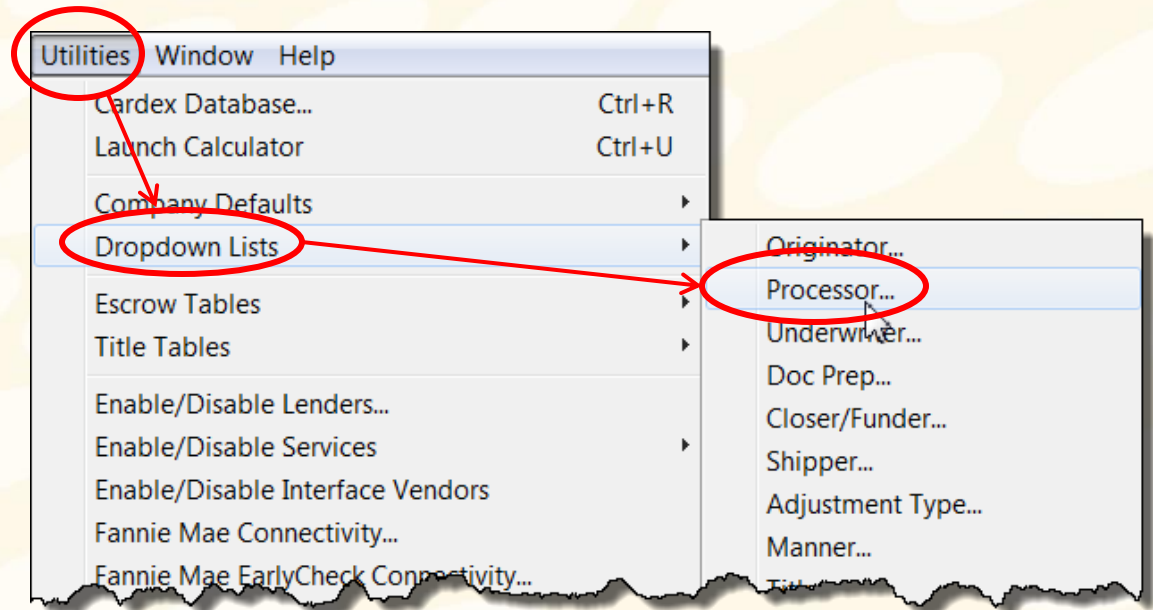 Utilities Window Help
Cardex Database... Ctrl+R
Launch Calculator Ctrl+U
Company Defaults
Dropdown Lists
Escrow Tables
Title Tables
Enable/Disable Lenders...
Enable/Disable Services
Enable/Disable Interface Vendors
Fannie Mae Connectivity...
Fannie Mae EarlyCheck Connectivity...
Originator...
Processor...
Underwriter...
Doc Prep...
Closer/Funder...
Shipper...
Adjustment Type...
Manner...